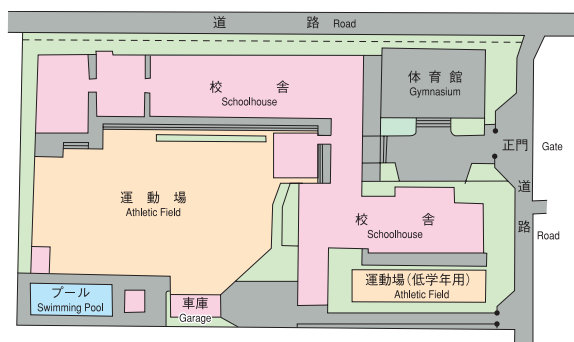 道 路 Road
校 舎
Schoolhouse
体 育 館
Gymnasium
正門 Gate
運 動 場
Athletic Field
道 路 Road
校 舎
Schoolhouse
運動場(低学年用)
Athletic Field
プール
Swimming Pool
車庫
Garage